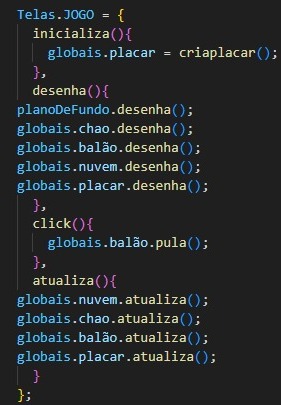 Telas.JOGO = {
  inicializa(){
    globais.placar = criaplacar();
  },
  desenha(){
planoDeFundo.desenha();
globais.chao.desenha();
globais.balão.desenha();
globais.nuvem.desenha();
globais.placar.desenha();
  },
  click(){
    globais.balão.pula();
  },
  atualiza(){
globais.nuvem.atualiza();
globais.chao.atualiza();
globais.balão.atualiza();
globais.placar.atualiza();
  }
};